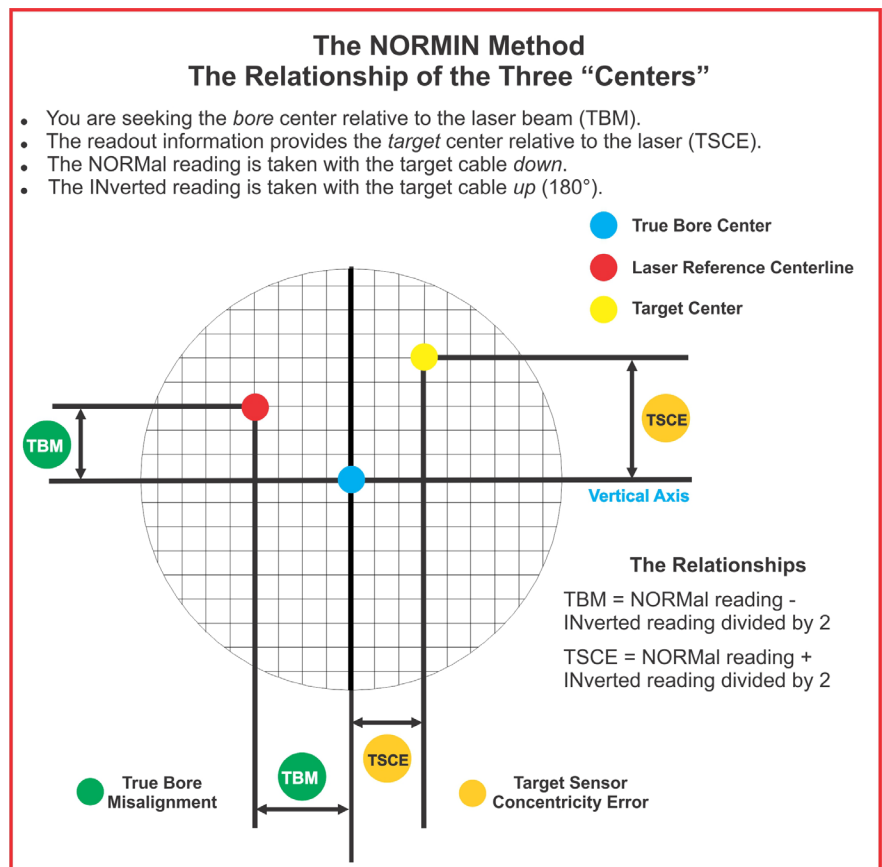 The NORMIN Method
The Relationship of the Three “Centers”
• You are seeking the bore center relative to the laser beam (TBM).
• The readout information provides the target center relative to the laser (TSCE).
• The NORMal reading is taken with the target cable down.
• The INverted reading is taken with the target cable up (180°).
True Bore Center
Laser Reference Centerline
Target Center
TBM
TSCE
Vertical Axis
The Relationships
TBM = NORMal reading -
INverted reading divided by 2
TSCE = NORMal reading +
INverted reading divided by 2
TSCE
TBM
True Bore
Misalignment
Target Sensor
Concentricity Error